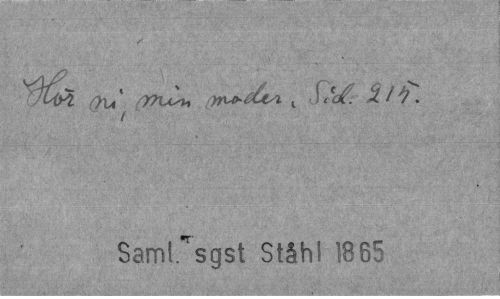 Hör ni, min moder. Sid. 215.
Saml. sgst Ståhl 1865